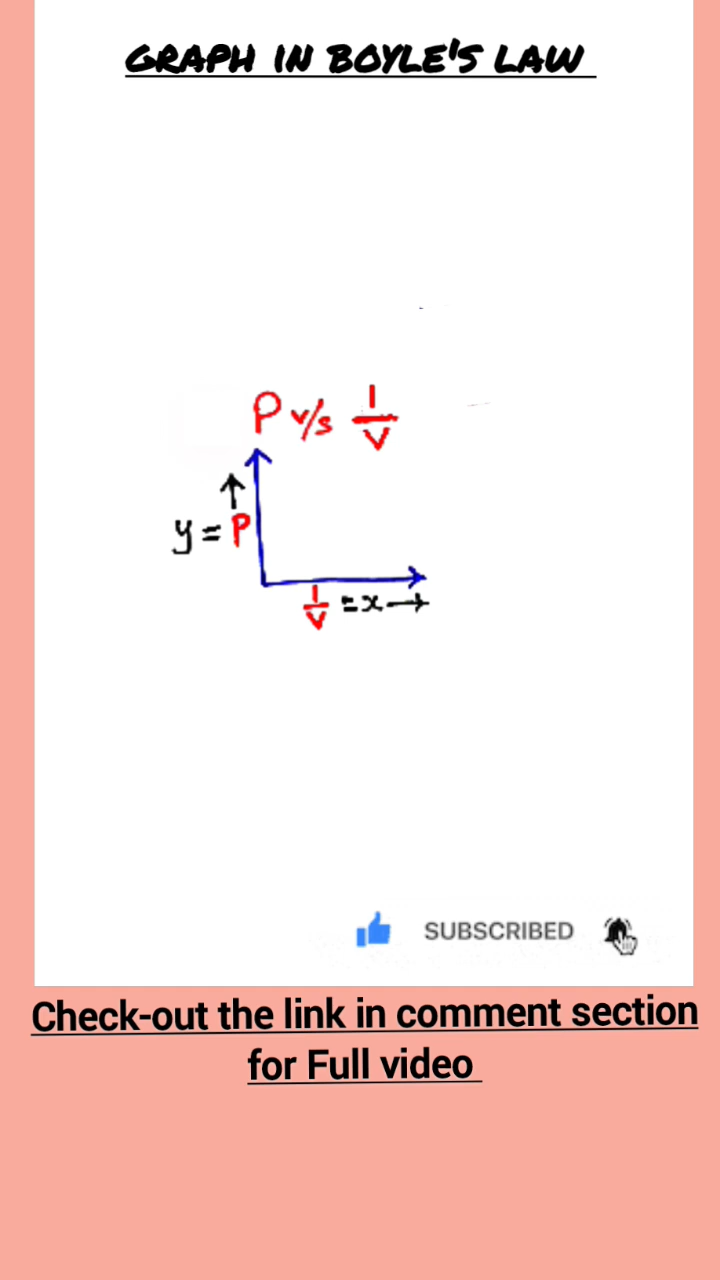 GRAPH IN BOYLE'S LAW
P v/s 1/V
y = P
1/V = x
SUBSCRIBED
Check-out the link in comment section
for Full video